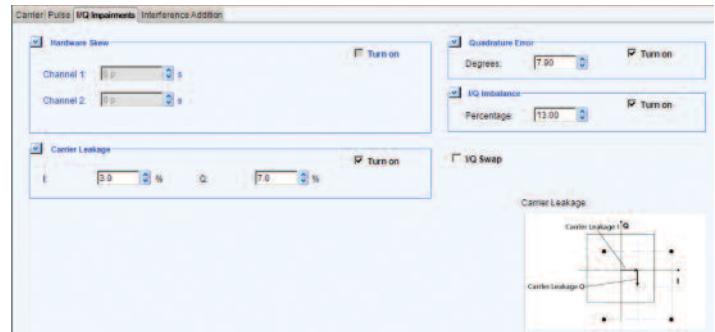 Carrier Pulse I/Q Impairments Interference Addition
Hardware Skew
Turn on
Channel 1: 0 p s
Channel 2: 0 p s
Quadrature Error
Degrees: 7.90 Turn on
I/Q Imbalance
Percentage: 13.00 Turn on
Carrier Leakage
Turn on
I: 3.0 % Q: 7.0 %
I/Q Swap
Carrier Leakage
Carrier Leakage I Q
I
Carrier Leakage Q